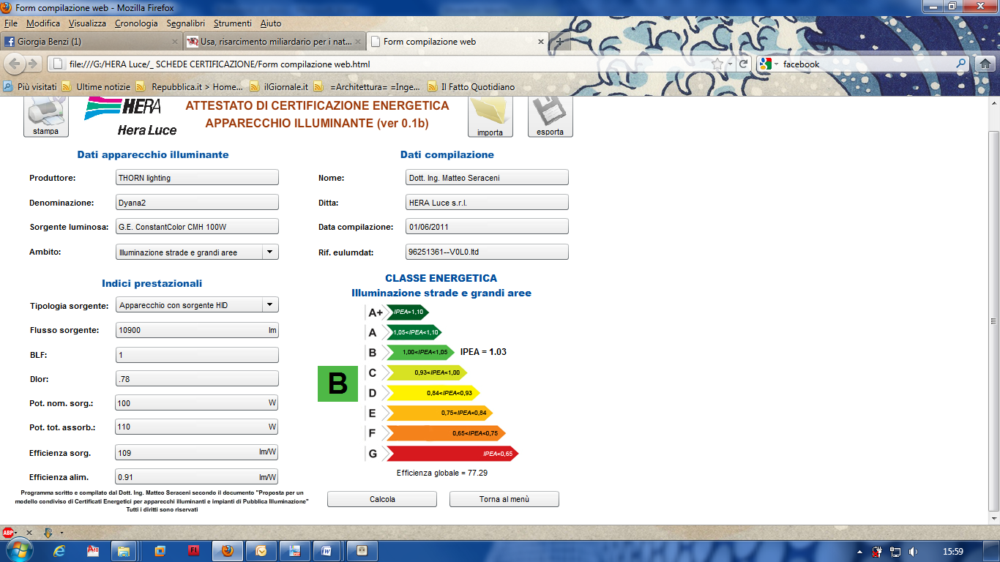 Form compilazione web - Mozilla Firefox
File Modifica Visualizza Cronologia Segnalibri Strumenti Aiuto
Giorgia Benzi (1)
Usa, risarcimento miliardario per i nat...
Form compilazione web
file:///G:/HERA Luce/_ SCHEDE CERTIFICAZIONE/Form compilazione web.html
facebook
Più visitati
Ultime notizie
Repubblica.it > Home...
ilGiornale.it
=Architettura= =Inge...
Il Fatto Quotidiano
stampa
HERA
Hera Luce
ATTESTATO DI CERTIFICAZIONE ENERGETICA
APPARECCHIO ILLUMINANTE (ver 0.1b)
importa
esporta
Dati apparecchio illuminante
Produttore: THORN lighting
Denominazione: Dyana2
Sorgente luminosa: G.E. ConstantColor CMH 100W
Ambito: Illuminazione strade e grandi aree
Dati compilazione
Nome: Dott. Ing. Matteo Seraceni
Ditta: HERA Luce s.r.l.
Data compilazione: 01/06/2011
Rif. eulumdat: 96251361--V0L0.ltd
Indici prestazionali
Tipologia sorgente: Apparecchio con sorgente HID
Flusso sorgente: 10900 lm
BLF: 1
Dlor: .78
Pot. nom. sorg.: 100 W
Pot. tot. assorb.: 110 W
Efficienza sorg. 109 lm/W
Efficienza alim. 0.91 lm/W
Programma scritto e compilato dal Dott. Ing. Matteo Seraceni secondo il documento "Proposta per un
modello condiviso di Certificati Energetici per apparecchi illuminanti e impianti di Pubblica Illuminazione"
Tutti i diritti sono riservati
CLASSE ENERGETICA
Illuminazione strade e grandi aree
A+ IPEA>1,10
A 1,05<IPEA<1,10
B 1,00<IPEA<1,05 IPEA = 1.03
C 0,93<IPEA<1,00
B
D 0,84<IPEA<0,93
E 0,75<IPEA<0,84
F 0,65<IPEA<0,75
G IPEA<0,65
Efficienza globale = 77.29
Calcola
Torna al menù
ABP
A10
FL
15:59